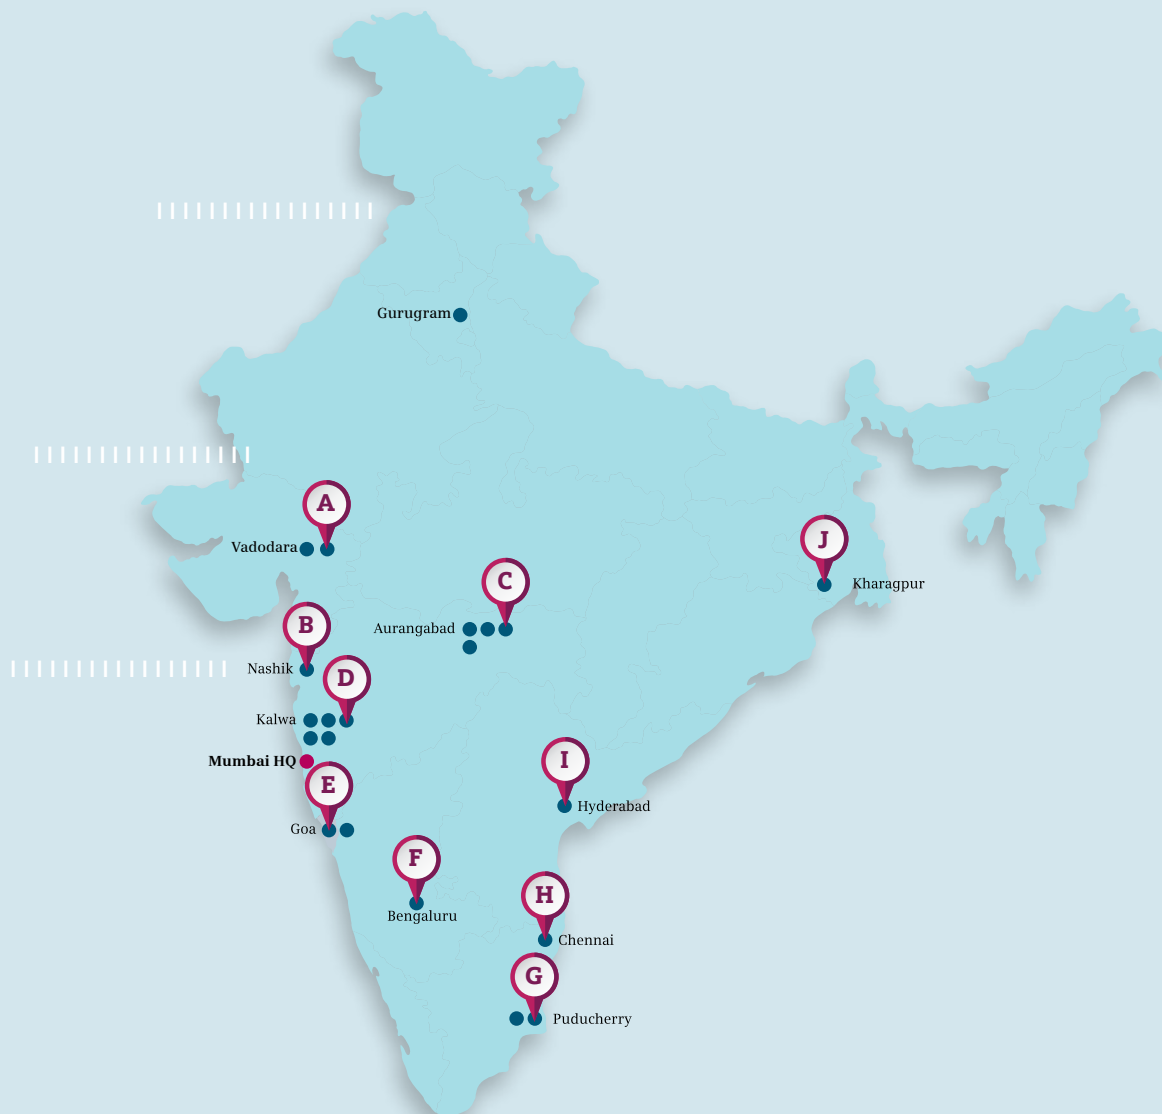 Gurugram
A
Vadodara
J
Kharagpur
C
Aurangabad
B
Nashik
D
Kalwa
Mumbai HQ
I
Hyderabad
E
Goa
F
Bengaluru
H
Chennai
G
Puducherry